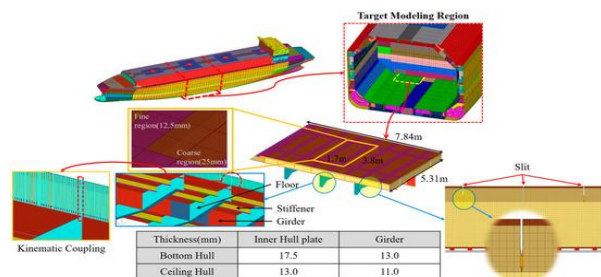 Target Modeling Region
Fine
region(12.5mm)
Coarse
region(25mm)
7.84m
1.7m
3.8m
5.31m
Slit
Floor
Stiffener
Girder
Kinematic Coupling
Thickness(mm) Inner Hull plate Girder
Bottom Hull 17.5 13.0
Ceiling Hull 13.0 11.0